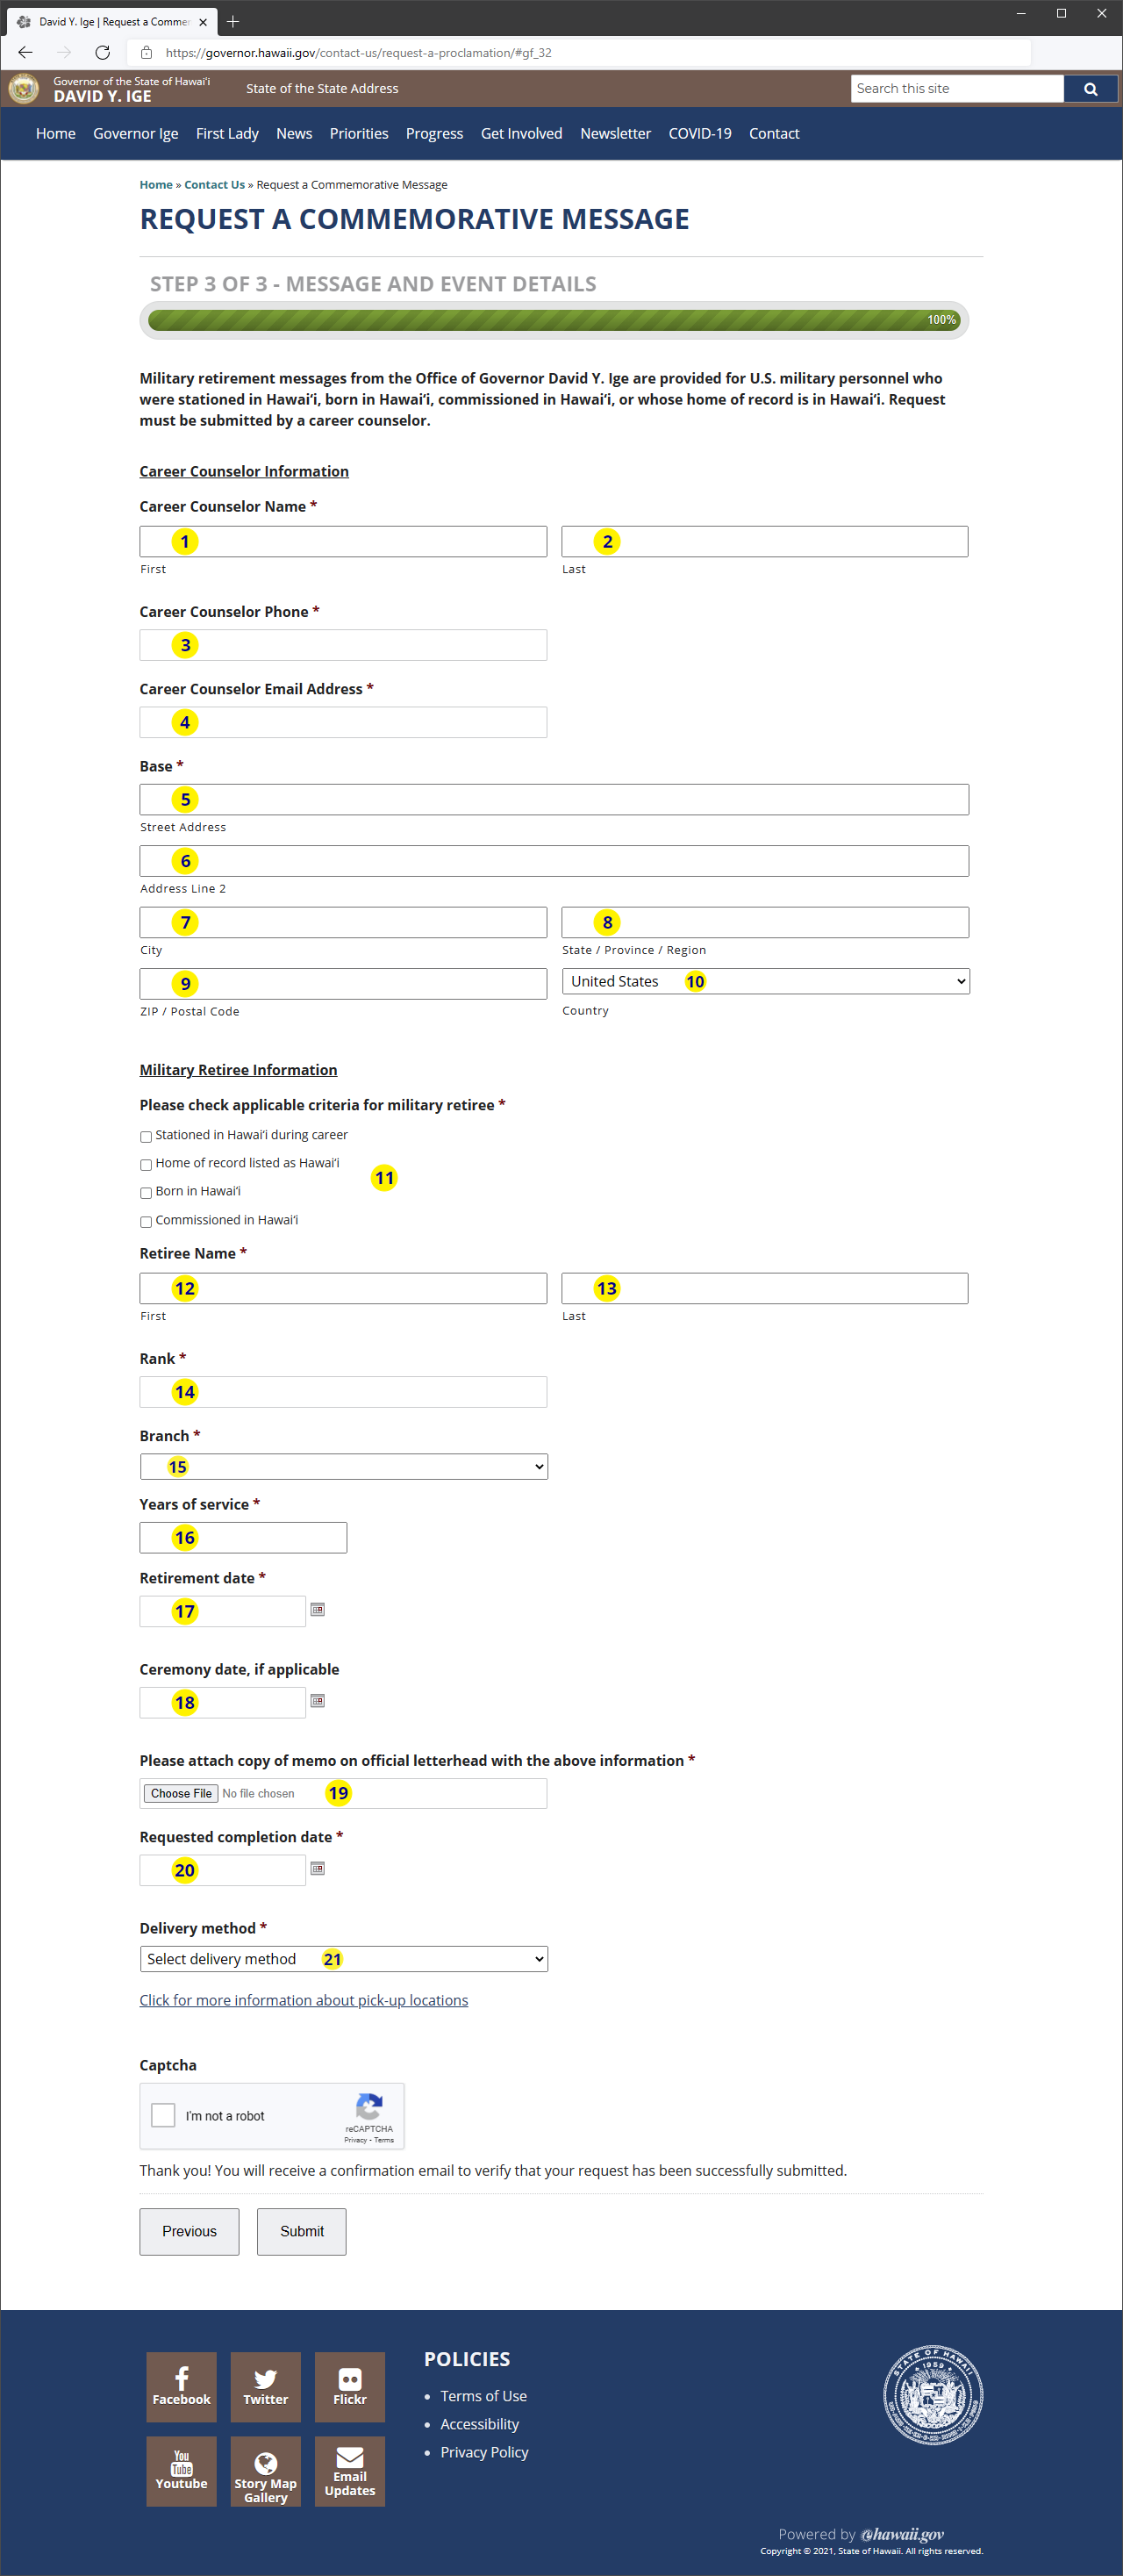 David Y. Ige | Request a Commer
https://governor.hawaii.gov/contact-us/request-a-proclamation/#gf_32
Governor of the State of Hawaiʻi
DAVID Y. IGE
State of the State Address
Search this site
Home Governor Ige First Lady News Priorities Progress Get Involved Newsletter COVID-19 Contact
Home » Contact Us » Request a Commemorative Message
REQUEST A COMMEMORATIVE MESSAGE
STEP 3 OF 3 - MESSAGE AND EVENT DETAILS
100%
Military retirement messages from the Office of Governor David Y. Ige are provided for U.S. military personnel who
were stationed in Hawaiʻi, born in Hawaiʻi, commissioned in Hawaiʻi, or whose home of record is in Hawaiʻi. Request
must be submitted by a career counselor.
Career Counselor Information
Career Counselor Name *
1 2
First Last
Career Counselor Phone *
3
Career Counselor Email Address *
4
Base *
5
Street Address
6
Address Line 2
7 8
City State / Province / Region
9 United States 10
ZIP / Postal Code Country
Military Retiree Information
Please check applicable criteria for military retiree *
Stationed in Hawaiʻi during career
Home of record listed as Hawaiʻi
11
Born in Hawaiʻi
Commissioned in Hawaiʻi
Retiree Name *
12 13
First Last
Rank *
14
Branch *
15
Years of service *
16
Retirement date *
17
Ceremony date, if applicable
18
Please attach copy of memo on official letterhead with the above information *
Choose File No file chosen 19
Requested completion date *
20
Delivery method *
Select delivery method 21
Click for more information about pick-up locations
Captcha
I'm not a robot
reCAPTCHA
Privacy - Terms
Thank you! You will receive a confirmation email to verify that your request has been successfully submitted.
Previous Submit
POLICIES
Facebook Twitter Flickr
Terms of Use
Accessibility
Privacy Policy
You
Tube
Youtube Story Map
Gallery
Email
Updates
STATE OF HAWAII
1959
Powered by ehawaii.gov
Copyright © 2021, State of Hawaii. All rights reserved.